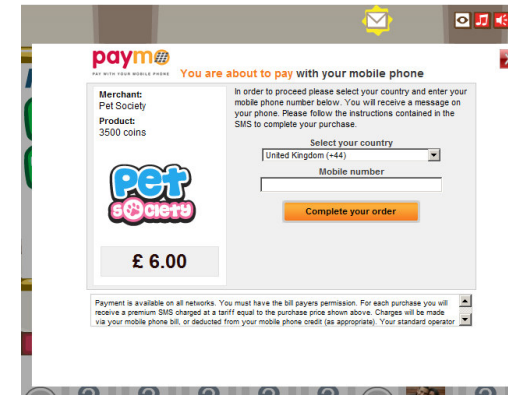 paymo
PAY WITH YOUR MOBILE PHONE
You are about to pay with your mobile phone
Merchant:
Pet Society
Product:
3500 coins
PET
SOCIETY
£ 6.00
In order to proceed please select your country and enter your
mobile phone number below. You will receive a message on
your phone. Please follow the instructions contained in the
SMS to complete your purchase.
Select your country
United Kingdom (+44)
Mobile number
Complete your order
Payment is available on all networks. You must have the bill payers permission. For each purchase you will
receive a premium SMS charged at a tariff equal to the purchase price shown above. Charges will be made
via your mobile phone bill, or deducted from your mobile phone credit (as appropriate). Your standard operator